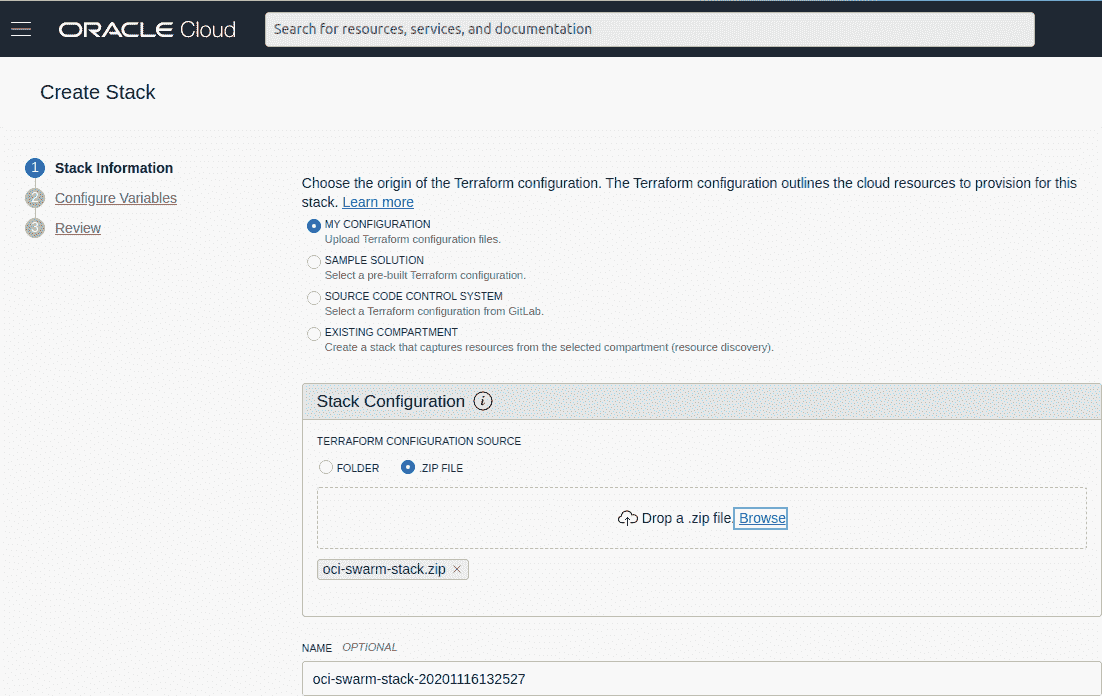 ORACLE Cloud
Search for resources, services, and documentation
Create Stack
1 Stack Information
2 Configure Variables
3 Review
Choose the origin of the Terraform configuration. The Terraform configuration outlines the cloud resources to provision for this
stack. Learn more
MY CONFIGURATION
Upload Terraform configuration files.
SAMPLE SOLUTION
Select a pre-built Terraform configuration.
SOURCE CODE CONTROL SYSTEM
Select a Terraform configuration from GitLab.
EXISTING COMPARTMENT
Create a stack that captures resources from the selected compartment (resource discovery).
Stack Configuration i
TERRAFORM CONFIGURATION SOURCE
FOLDER .ZIP FILE
Drop a .zip file. Browse
oci-swarm-stack.zip ×
NAME OPTIONAL
oci-swarm-stack-20201116132527